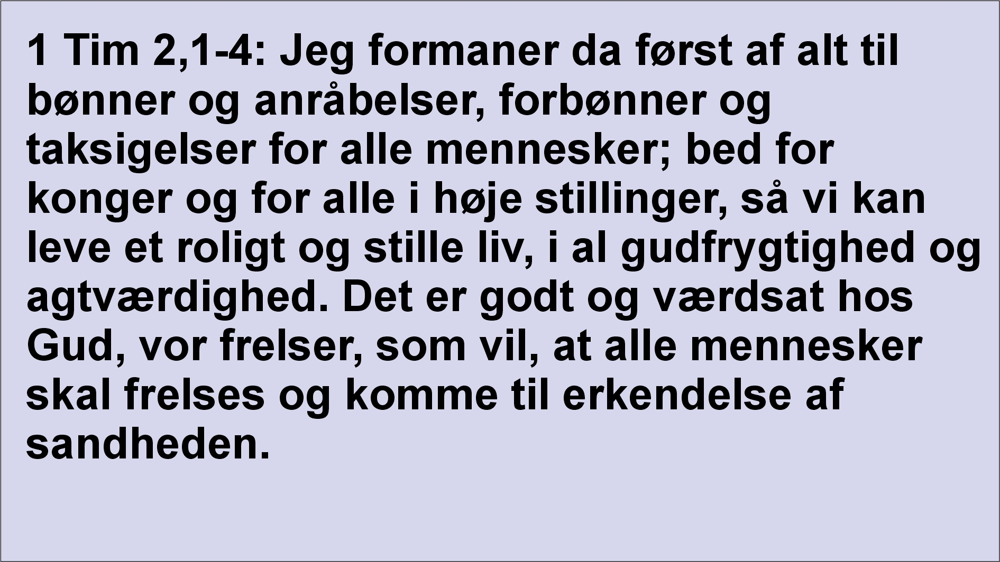 1 Tim 2,1-4: Jeg formaner da først af alt til
bønner og anråbelser, forbønner og
taksigelser for alle mennesker; bed for
konger og for alle i høje stillinger, så vi kan
leve et roligt og stille liv, i al gudfrygtighed og
agtværdighed. Det er godt og værdsat hos
Gud, vor frelser, som vil, at alle mennesker
skal frelses og komme til erkendelse af
sandheden.